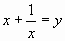 x + 1/x = y